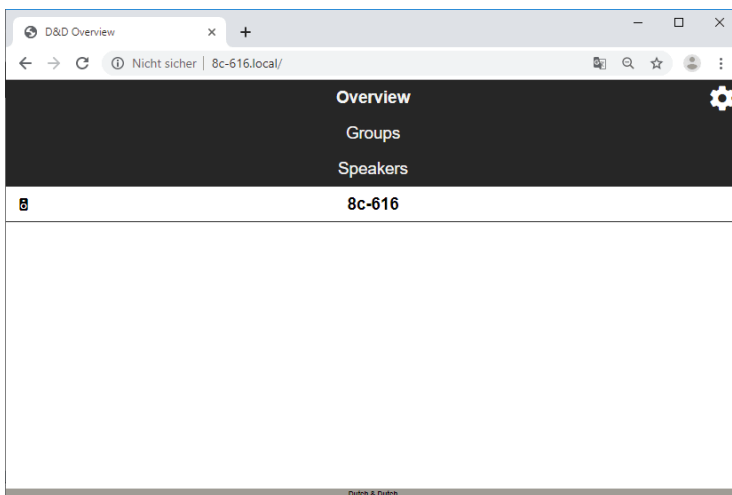 D&D Overview
Nicht sicher | 8c-616.local/
Overview
Groups
Speakers
8c-616
Dutch & Dutch